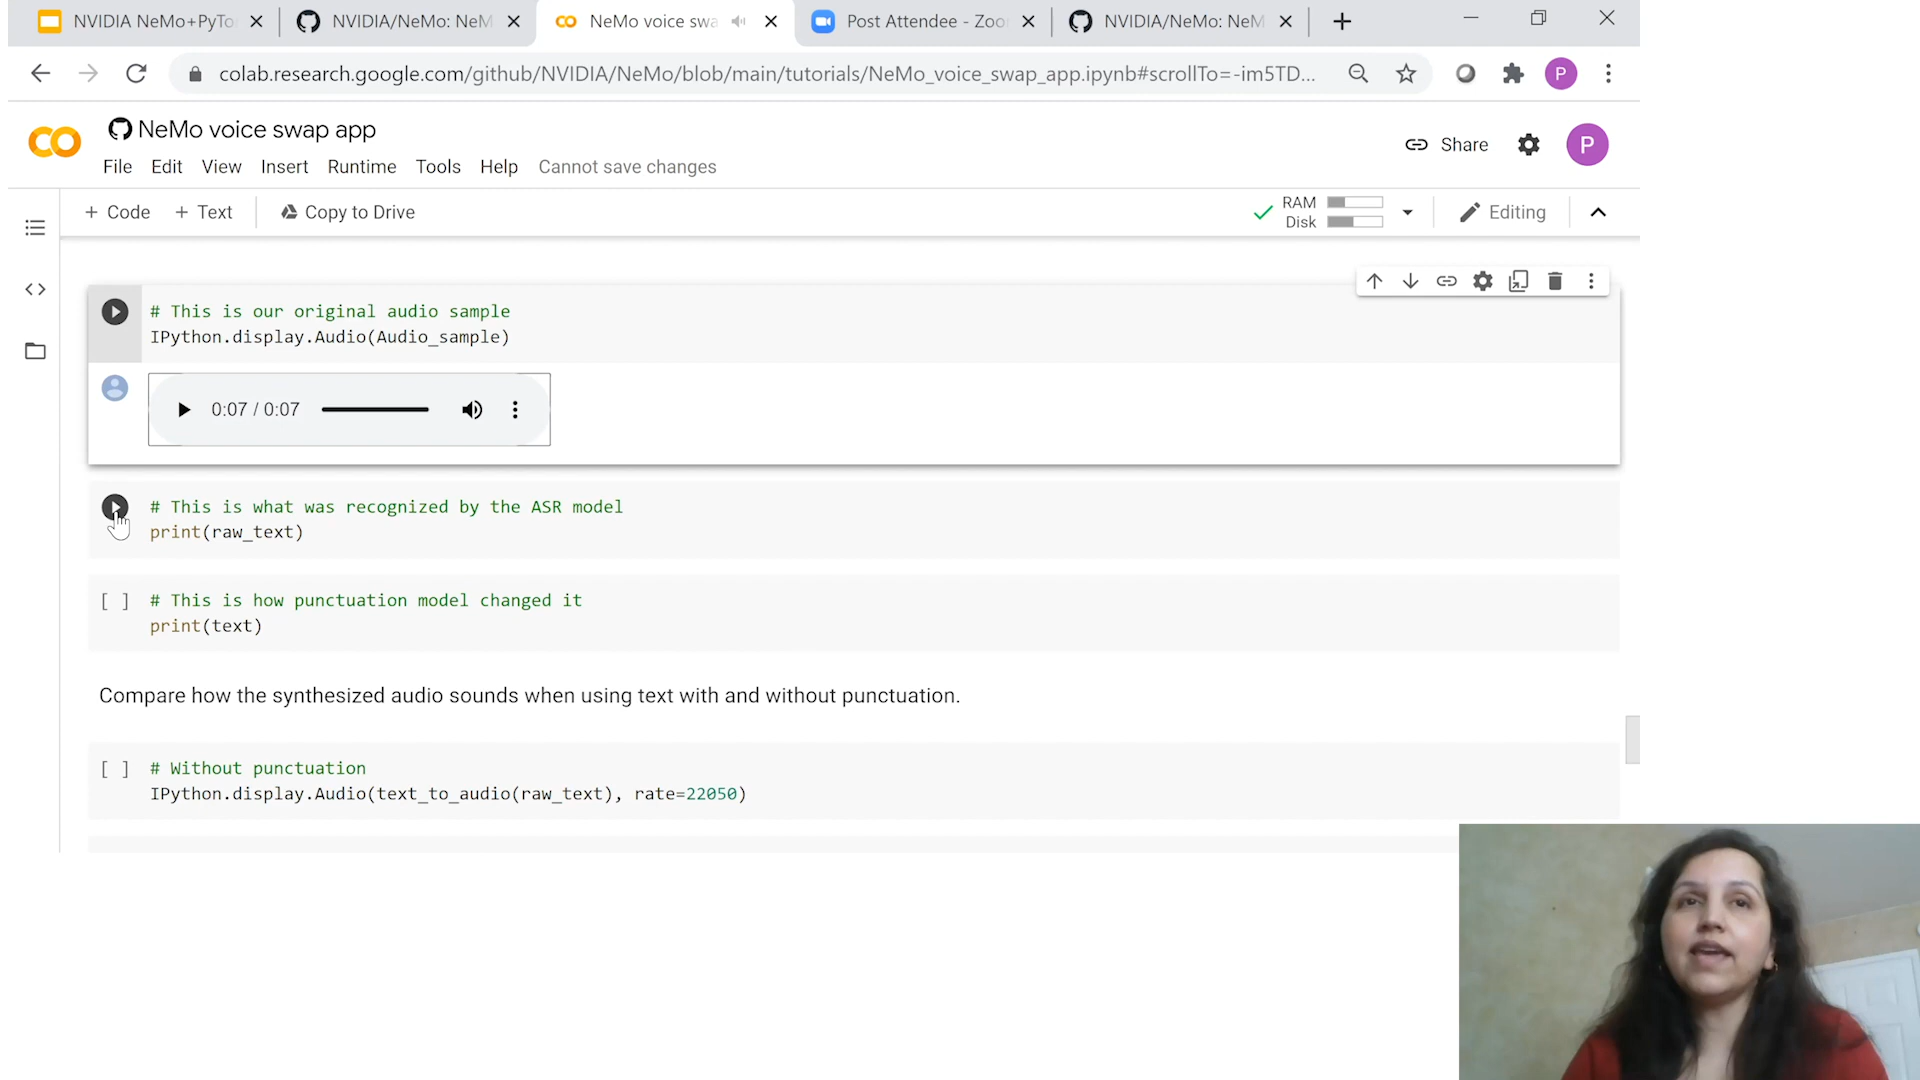 NVIDIA NeMo+PyTo
NVIDIA/NeMo: NeM
NeMo voice swa
Post Attendee - Zoo
NVIDIA/NeMo: NeM
colab.research.google.com/github/NVIDIA/NeMo/blob/main/tutorials/NeMo_voice_swap_app.ipynb#scrollTo=-im5TD...
P
NeMo voice swap app
Share
P
File Edit View Insert Runtime Tools Help Cannot save changes
+ Code + Text Copy to Drive
RAM
Disk
Editing
# This is our original audio sample
IPython.display.Audio(Audio_sample)
0:07 / 0:07
# This is what was recognized by the ASR model
print(raw_text)
[ ] # This is how punctuation model changed it
print(text)
Compare how the synthesized audio sounds when using text with and without punctuation.
[ ] # Without punctuation
IPython.display.Audio(text_to_audio(raw_text), rate=22050)